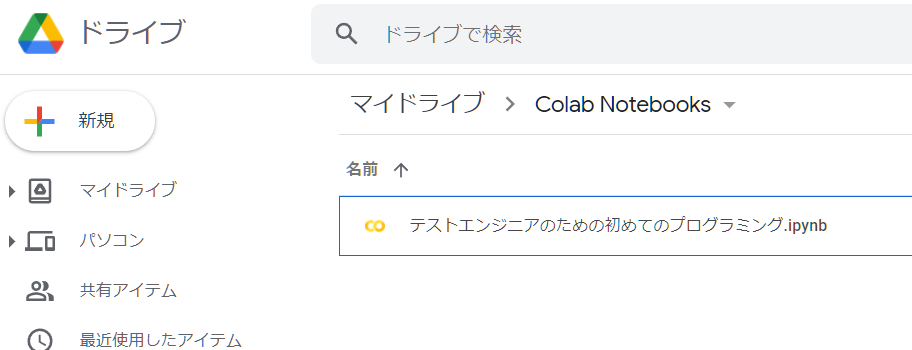 ドライブ
ドライブで検索
新規
マイドライブ
パソコン
共有アイテム
最近使用したアイテム
マイドライブ > Colab Notebooks
名前
テストエンジニアのための初めてのプログラミング.ipynb